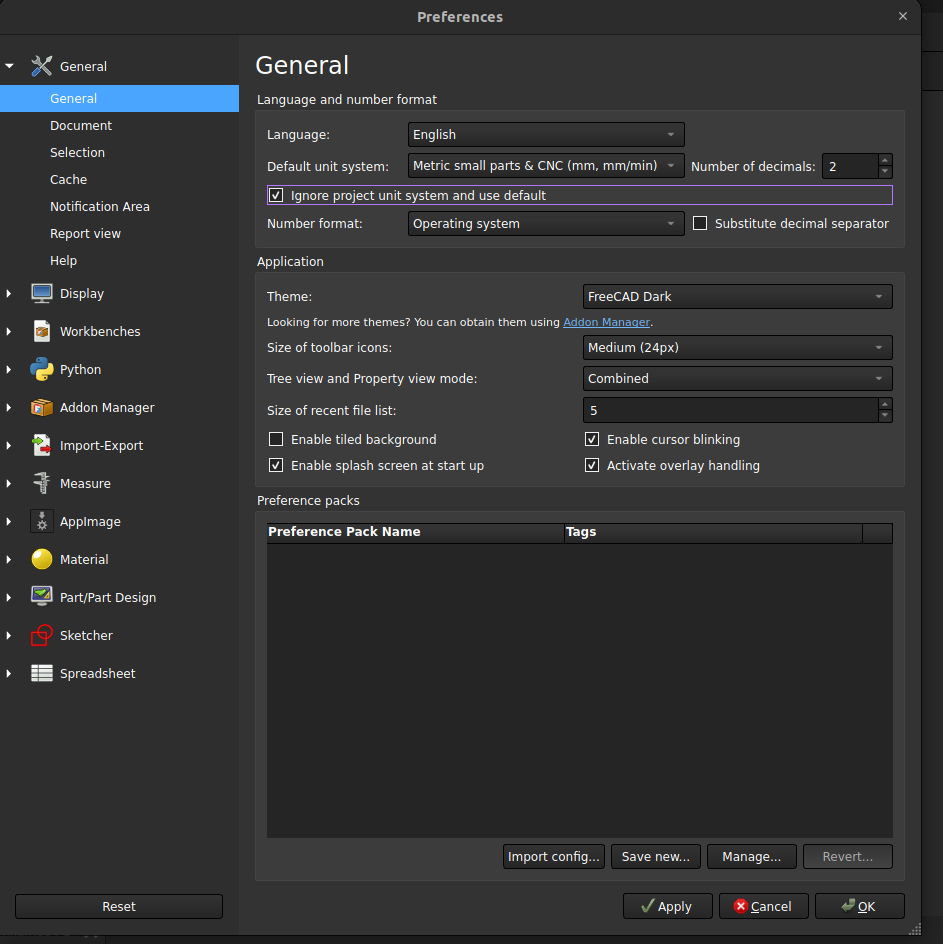 Preferences
General
General
Document
Selection
Cache
Notification Area
Report view
Help
Display
Workbenches
Python
Addon Manager
Import-Export
Measure
AppImage
Material
Part/Part Design
Sketcher
Spreadsheet
Reset
General
Language and number format
Language: English
Default unit system: Metric small parts & CNC (mm, mm/min) Number of decimals: 2
Ignore project unit system and use default
Number format: Operating system Substitute decimal separator
Application
Theme: FreeCAD Dark
Looking for more themes? You can obtain them using Addon Manager.
Size of toolbar icons: Medium (24px)
Tree view and Property view mode: Combined
Size of recent file list: 5
Enable tiled background Enable cursor blinking
Enable splash screen at start up Activate overlay handling
Preference packs
Preference Pack Name Tags
Import config... Save new... Manage... Revert...
Apply Cancel OK